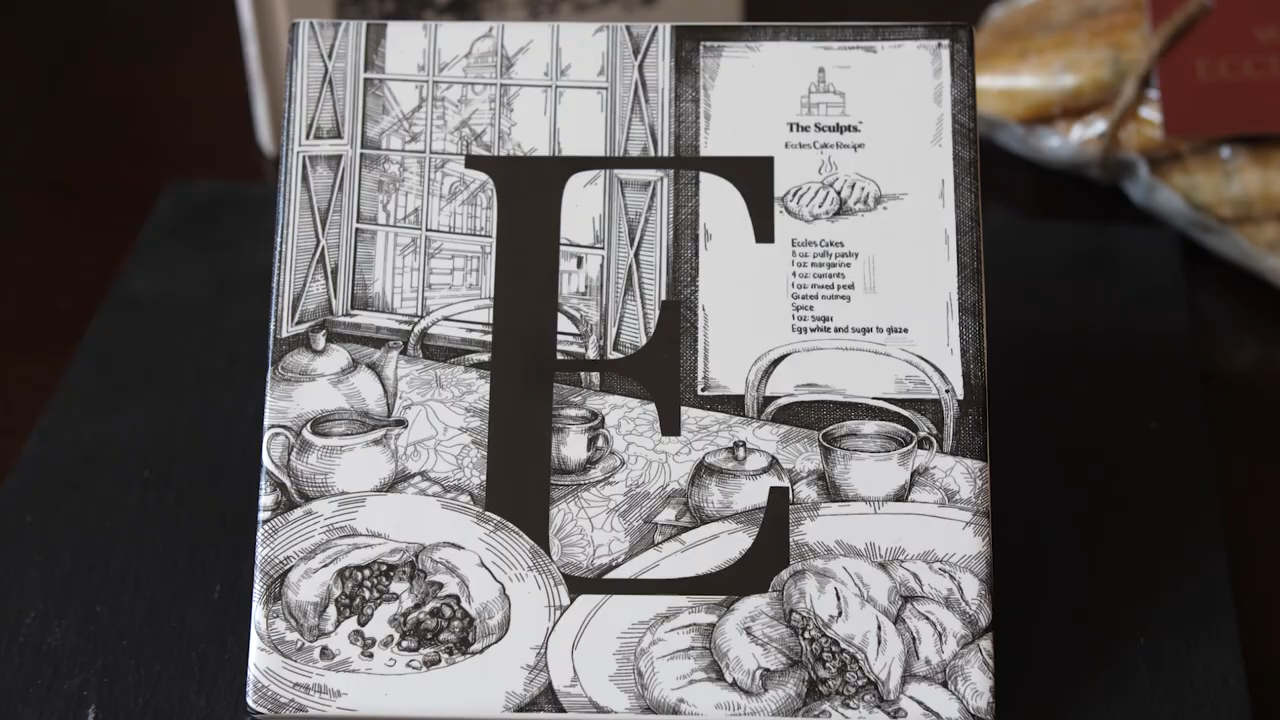 The Sculpts.™
Eccles Cake Recipe
Eccles Cakes
8 oz: puffy pastry
1 oz: margarine
4 oz: currants
1 oz: mixed peel
Grated nutmeg
Spice
1 oz: sugar
Egg white and sugar to glaze
E